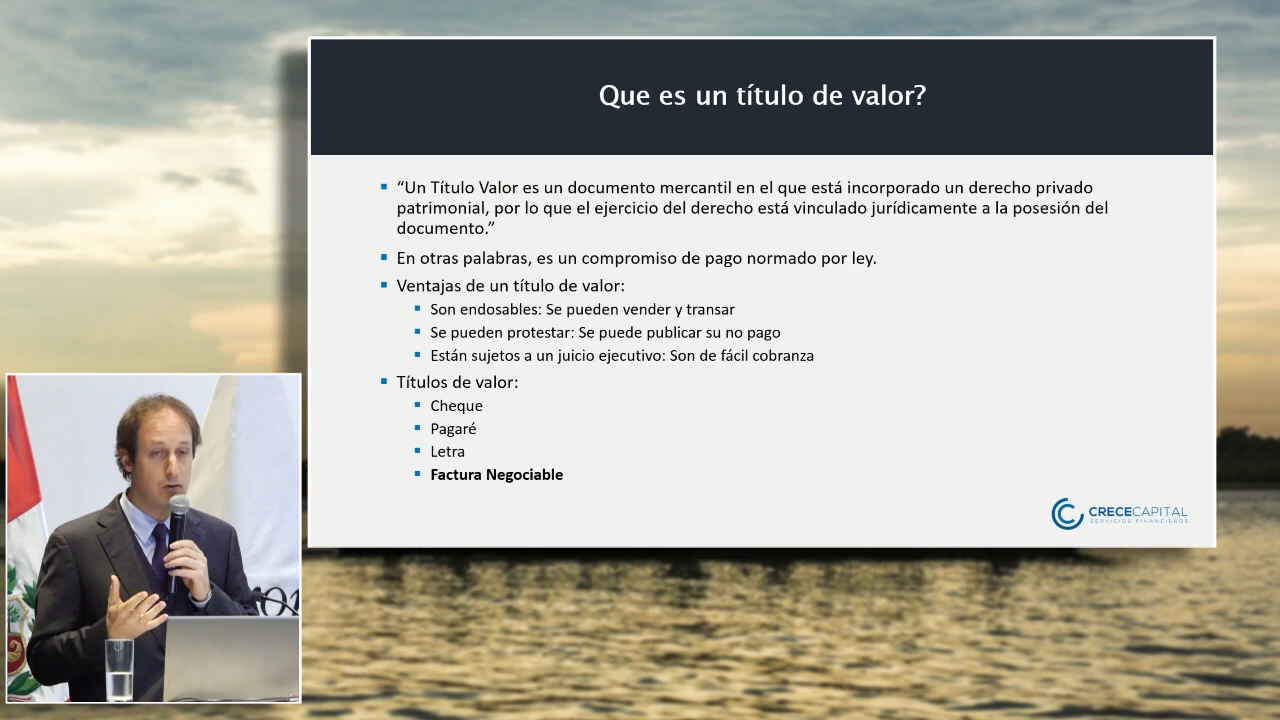 Que es un título de valor?
“Un Título Valor es un documento mercantil en el que está incorporado un derecho privado
patrimonial, por lo que el ejercicio del derecho está vinculado jurídicamente a la posesión del
documento.”
En otras palabras, es un compromiso de pago normado por ley.
Ventajas de un título de valor:
Son endosables: Se pueden vender y transar
Se pueden protestar: Se puede publicar su no pago
Están sujetos a un juicio ejecutivo: Son de fácil cobranza
Títulos de valor:
Cheque
Pagaré
Letra
Factura Negociable
CRECECAPITAL
SERVICIOS FINANCIEROS